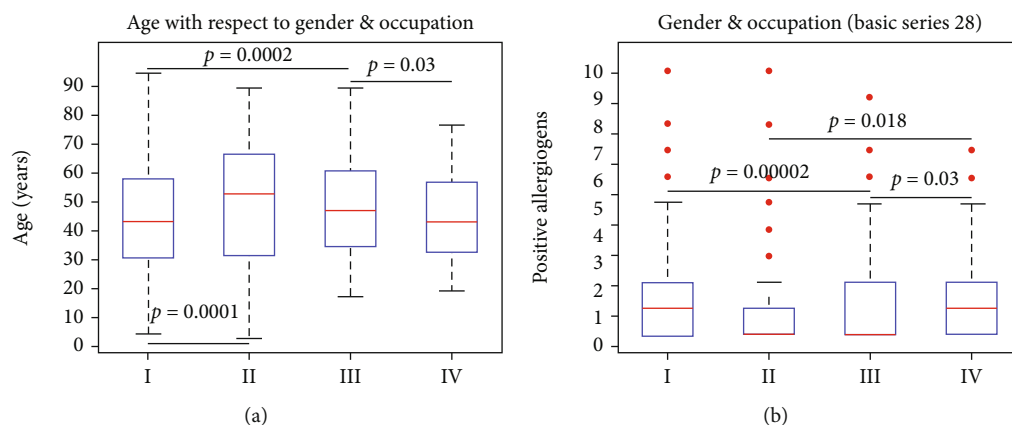 Age with respect to gender & occupation
p = 0.0002
p = 0.03
p = 0.0001
Age (years)
90
80
70
60
50
40
30
20
10
0
I II III IV
(a)
Gender & occupation (basic series 28)
p = 0.018
p = 0.00002
p = 0.03
Positive allergiogens
10
9
8
7
6
5
4
3
2
1
0
I II III IV
(b)